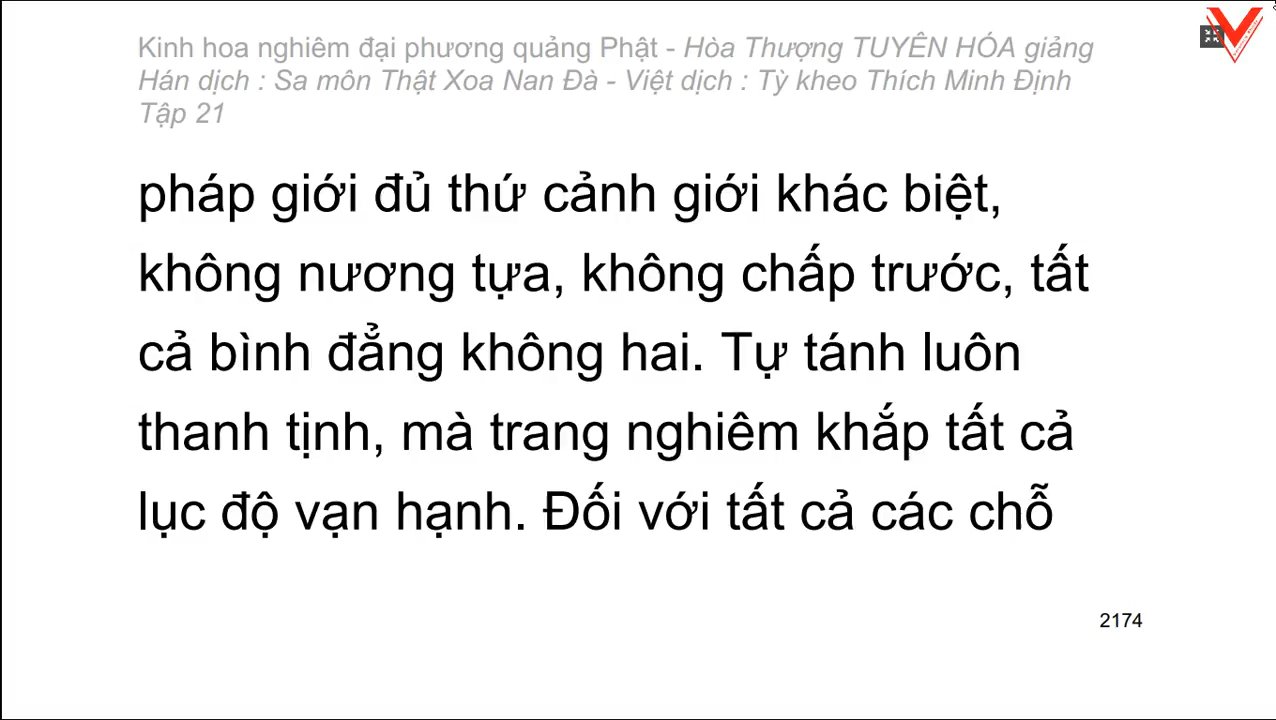 Kinh hoa nghiêm đại phương quảng Phật - Hòa Thượng TUYÊN HÓA giảng
Hán dịch : Sa môn Thật Xoa Nan Đà - Việt dịch : Tỳ kheo Thích Minh Định
Tập 21
pháp giới đủ thứ cảnh giới khác biệt,
không nương tựa, không chấp trước, tất
cả bình đẳng không hai. Tự tánh luôn
thanh tịnh, mà trang nghiêm khắp tất cả
lục độ vạn hạnh. Đối với tất cả các chỗ
2174